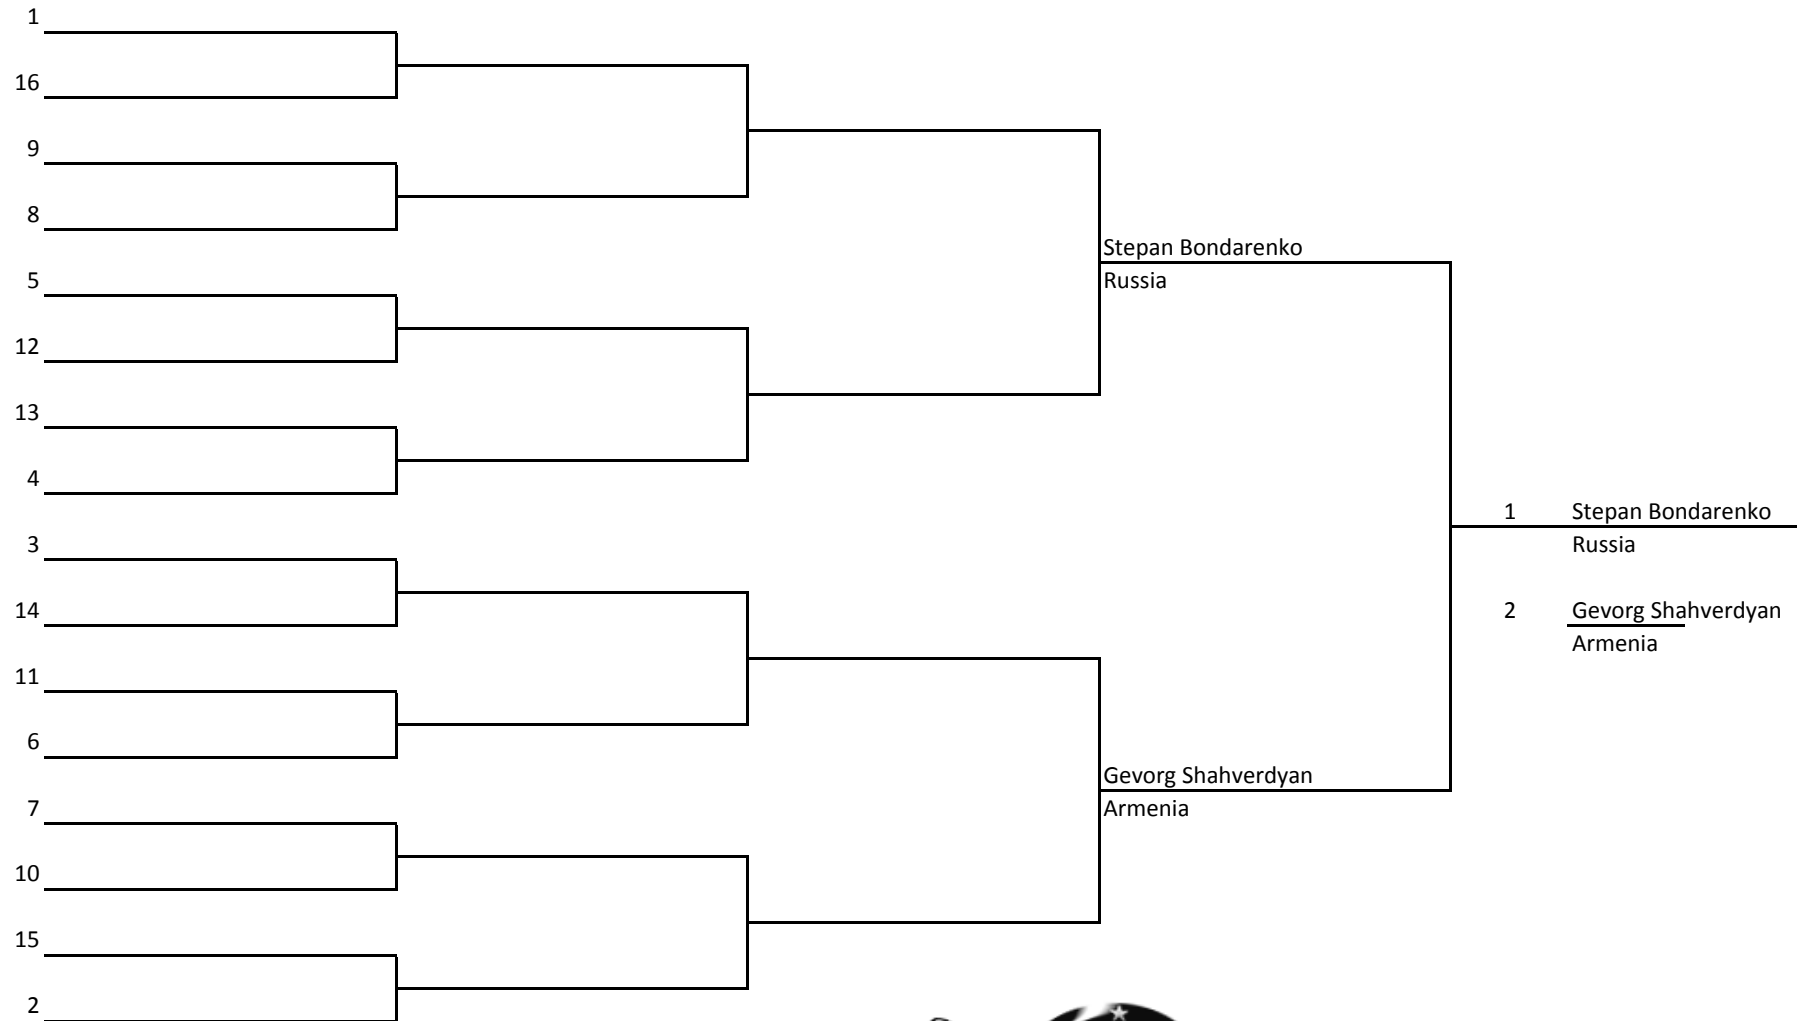 1
16
9
8
Stepan Bondarenko
Russia
5
12
13
4
1 Stepan Bondarenko
Russia
3
2 Gevorg Shahverdyan
Armenia
14
11
6
Gevorg Shahverdyan
Armenia
7
10
15
2